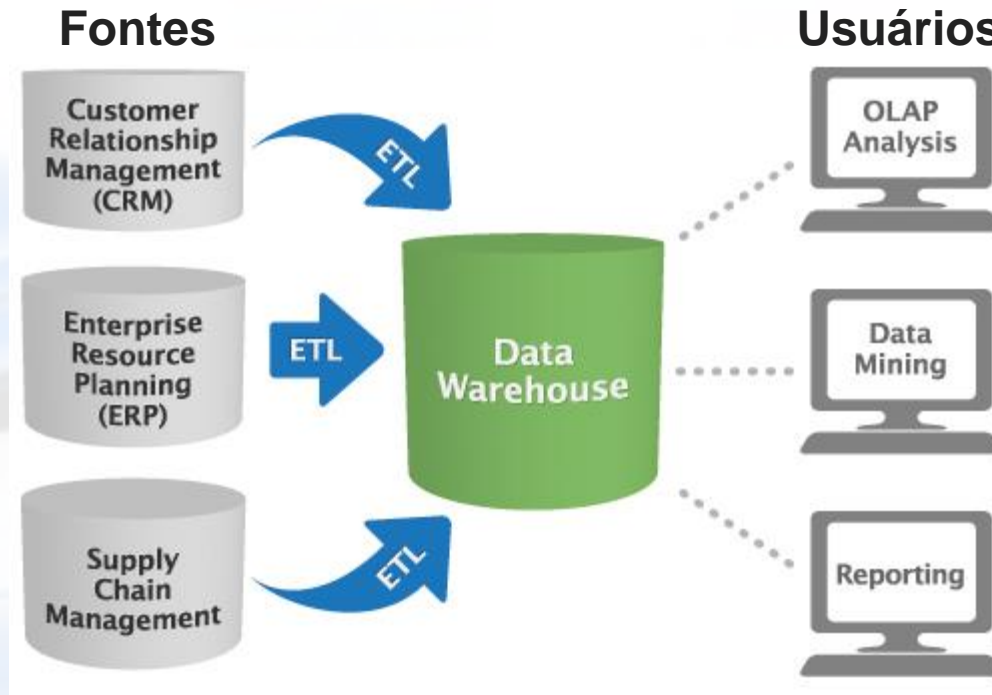 Fontes
Usuários
Customer
Relationship
Management
(CRM)
ETL
Enterprise
Resource
Planning
(ERP)
ETL
Supply
Chain
Management
ETL
Data
Warehouse
OLAP
Analysis
Data
Mining
Reporting